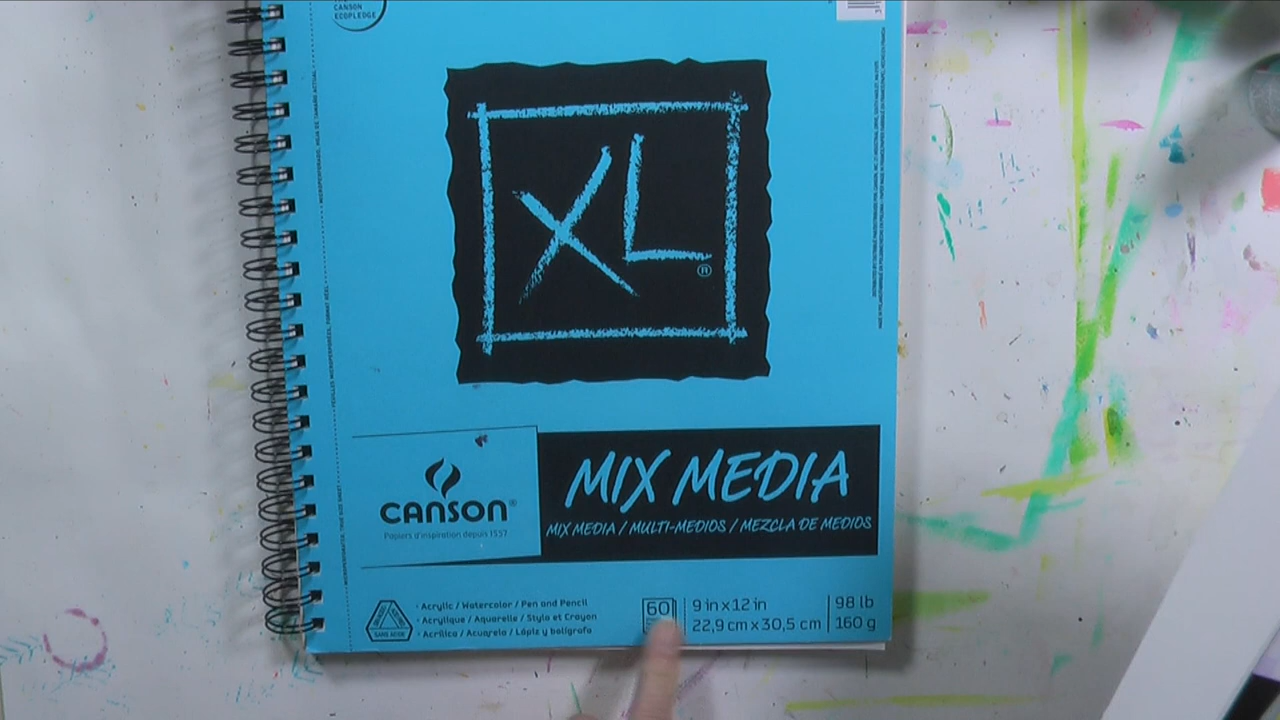 CANSON
ECOPLEDGE
XL®
CANSON®
Papiers d'inspiration depuis 1557
MIX MEDIA
MIX MEDIA / MULTI-MEDIOS / MEZCLA DE MEDIOS
· Acrylic / Watercolor / Pen and Pencil
· Acrylique / Aquarelle / Stylo et Crayon
· Acrílico / Acuarela / Lápiz y bolígrafo
60
9 in x 12 in
22,9 cm x 30,5 cm
98 lb
160 g